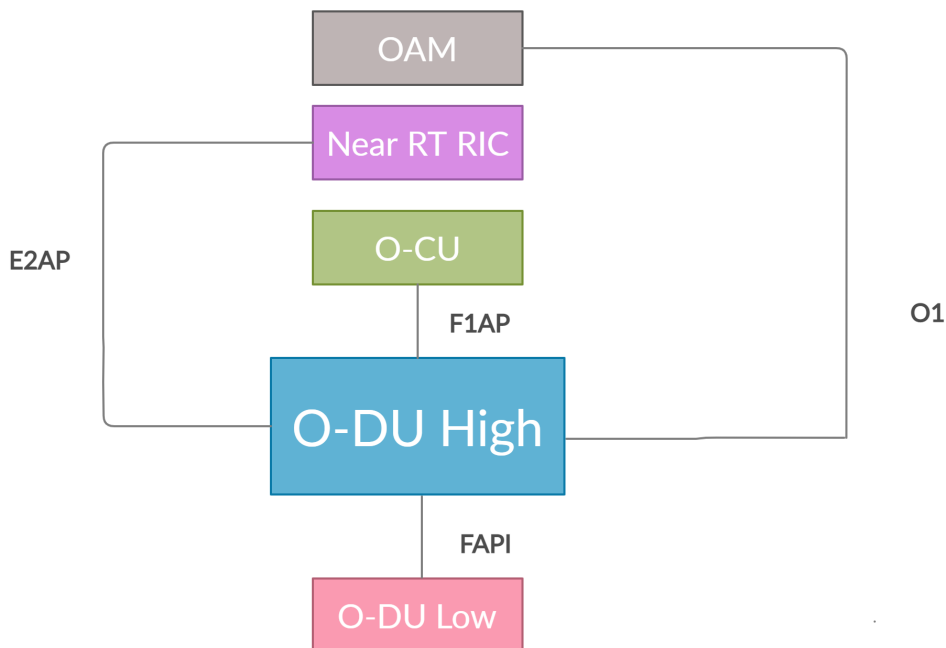 OAM
Near RT RIC
O-CU
E2AP
O1
F1AP
O-DU High
FAPI
O-DU Low